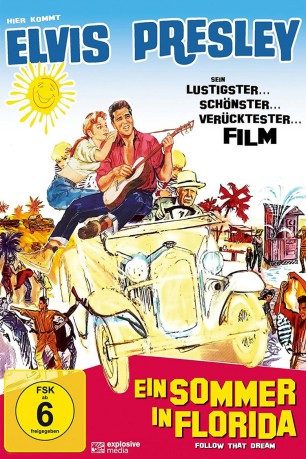 HIER KOMMT
ELVIS PRESLEY
SEIN
LUSTIGSTER...
SCHÖNSTER...
VERÜCKTESTER...
FILM
EIN SOMMER
IN FLORIDA
FOLLOW THAT DREAM
FSK
ab
6
freigegeben
explosive
media